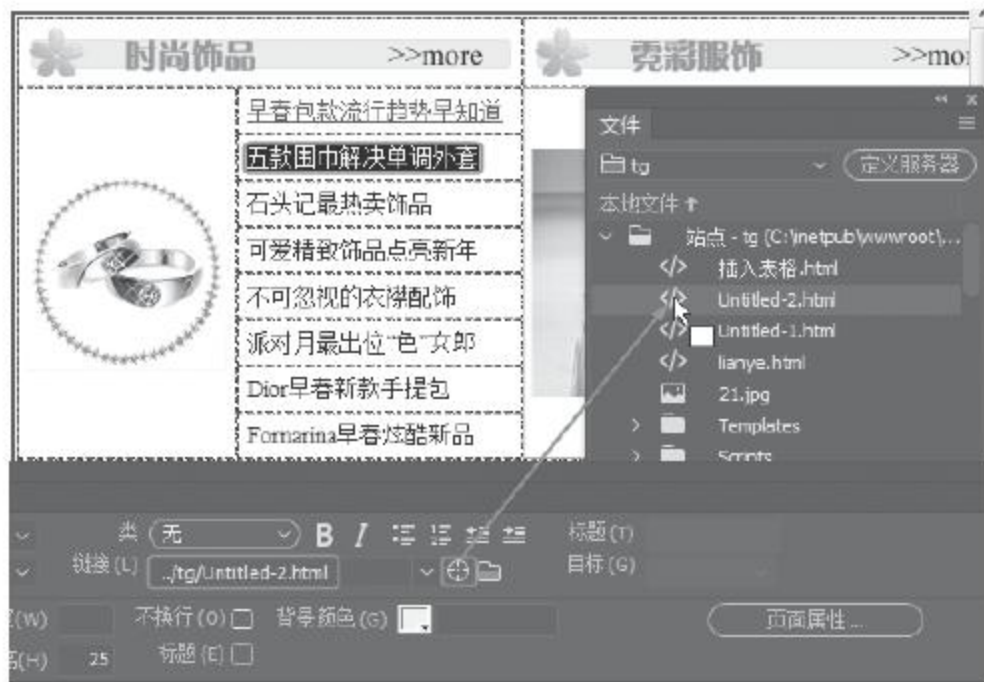 时尚饰品 >>more
霓彩服饰 >>mo
早春包款流行趋势早知道
五款围巾解决单调外套
石头记最热卖饰品
可爱精致饰品点亮新年
不可忽视的衣襟配饰
派对月最出位“色”女郎
Dior早春新款手提包
Fornarina早春炫酷新品
文件
tg 定义服务器
本地文件
站点 - tg (C:\inetpub\wwwroot\...
插入表格.html
Untitled-2.html
Untitled-1.html
lianye.html
21.jpg
Templates
Scripts
类 无 B I 标题(T)
链接(L) ../tg/Untitled-2.html 目标(G)
(W) 不换行(O) 背景颜色(G) 页面属性...
高(H) 25 标题(E)